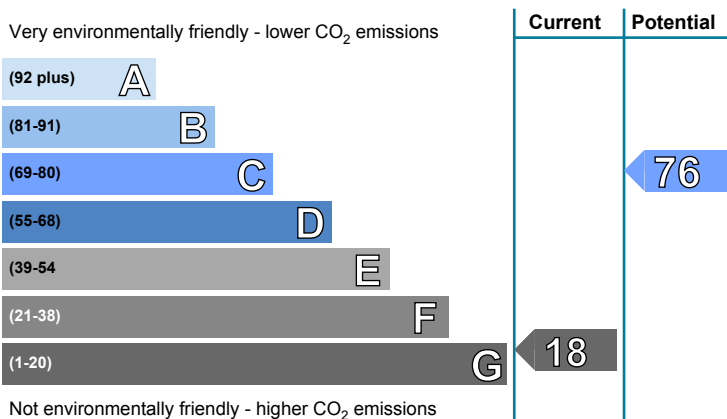 Very environmentally friendly - lower CO2 emissions
Current
Potential
(92 plus) A
(81-91) B
(69-80) C
76
(55-68) D
(39-54 E
(21-38) F
(1-20) G
18
Not environmentally friendly - higher CO2 emissions